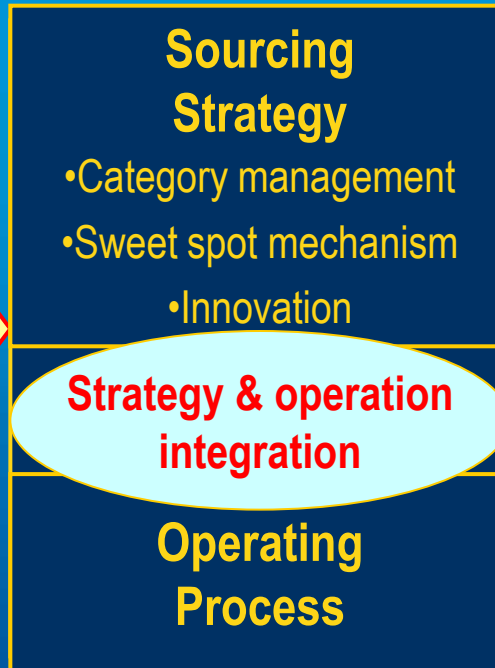 Sourcing
Strategy
•Category management
•Sweet spot mechanism
•Innovation
Strategy & operation
integration
Operating
Process